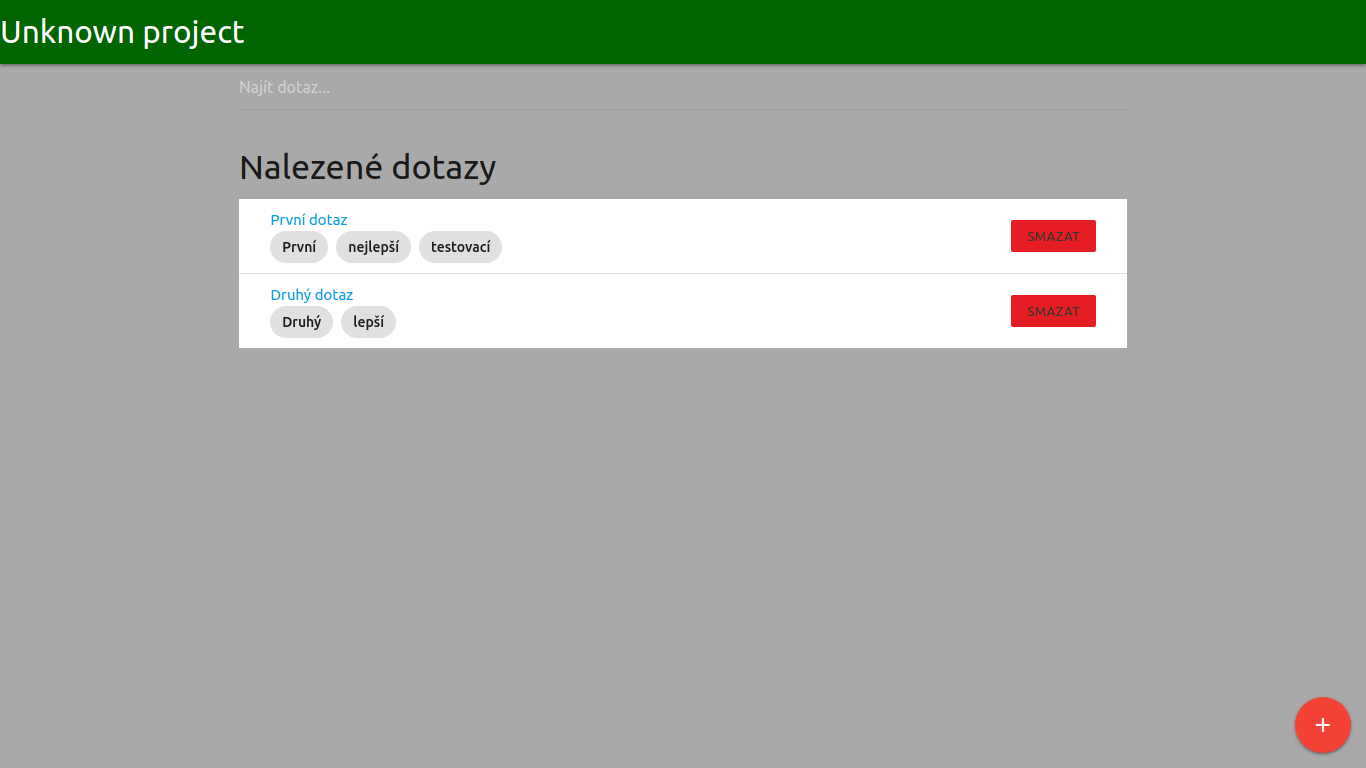 Unknown project
Najít dotaz...
Nalezené dotazy
První dotaz
První nejlepší testovací
SMAZAT
Druhý dotaz
Druhý lepší
SMAZAT
+